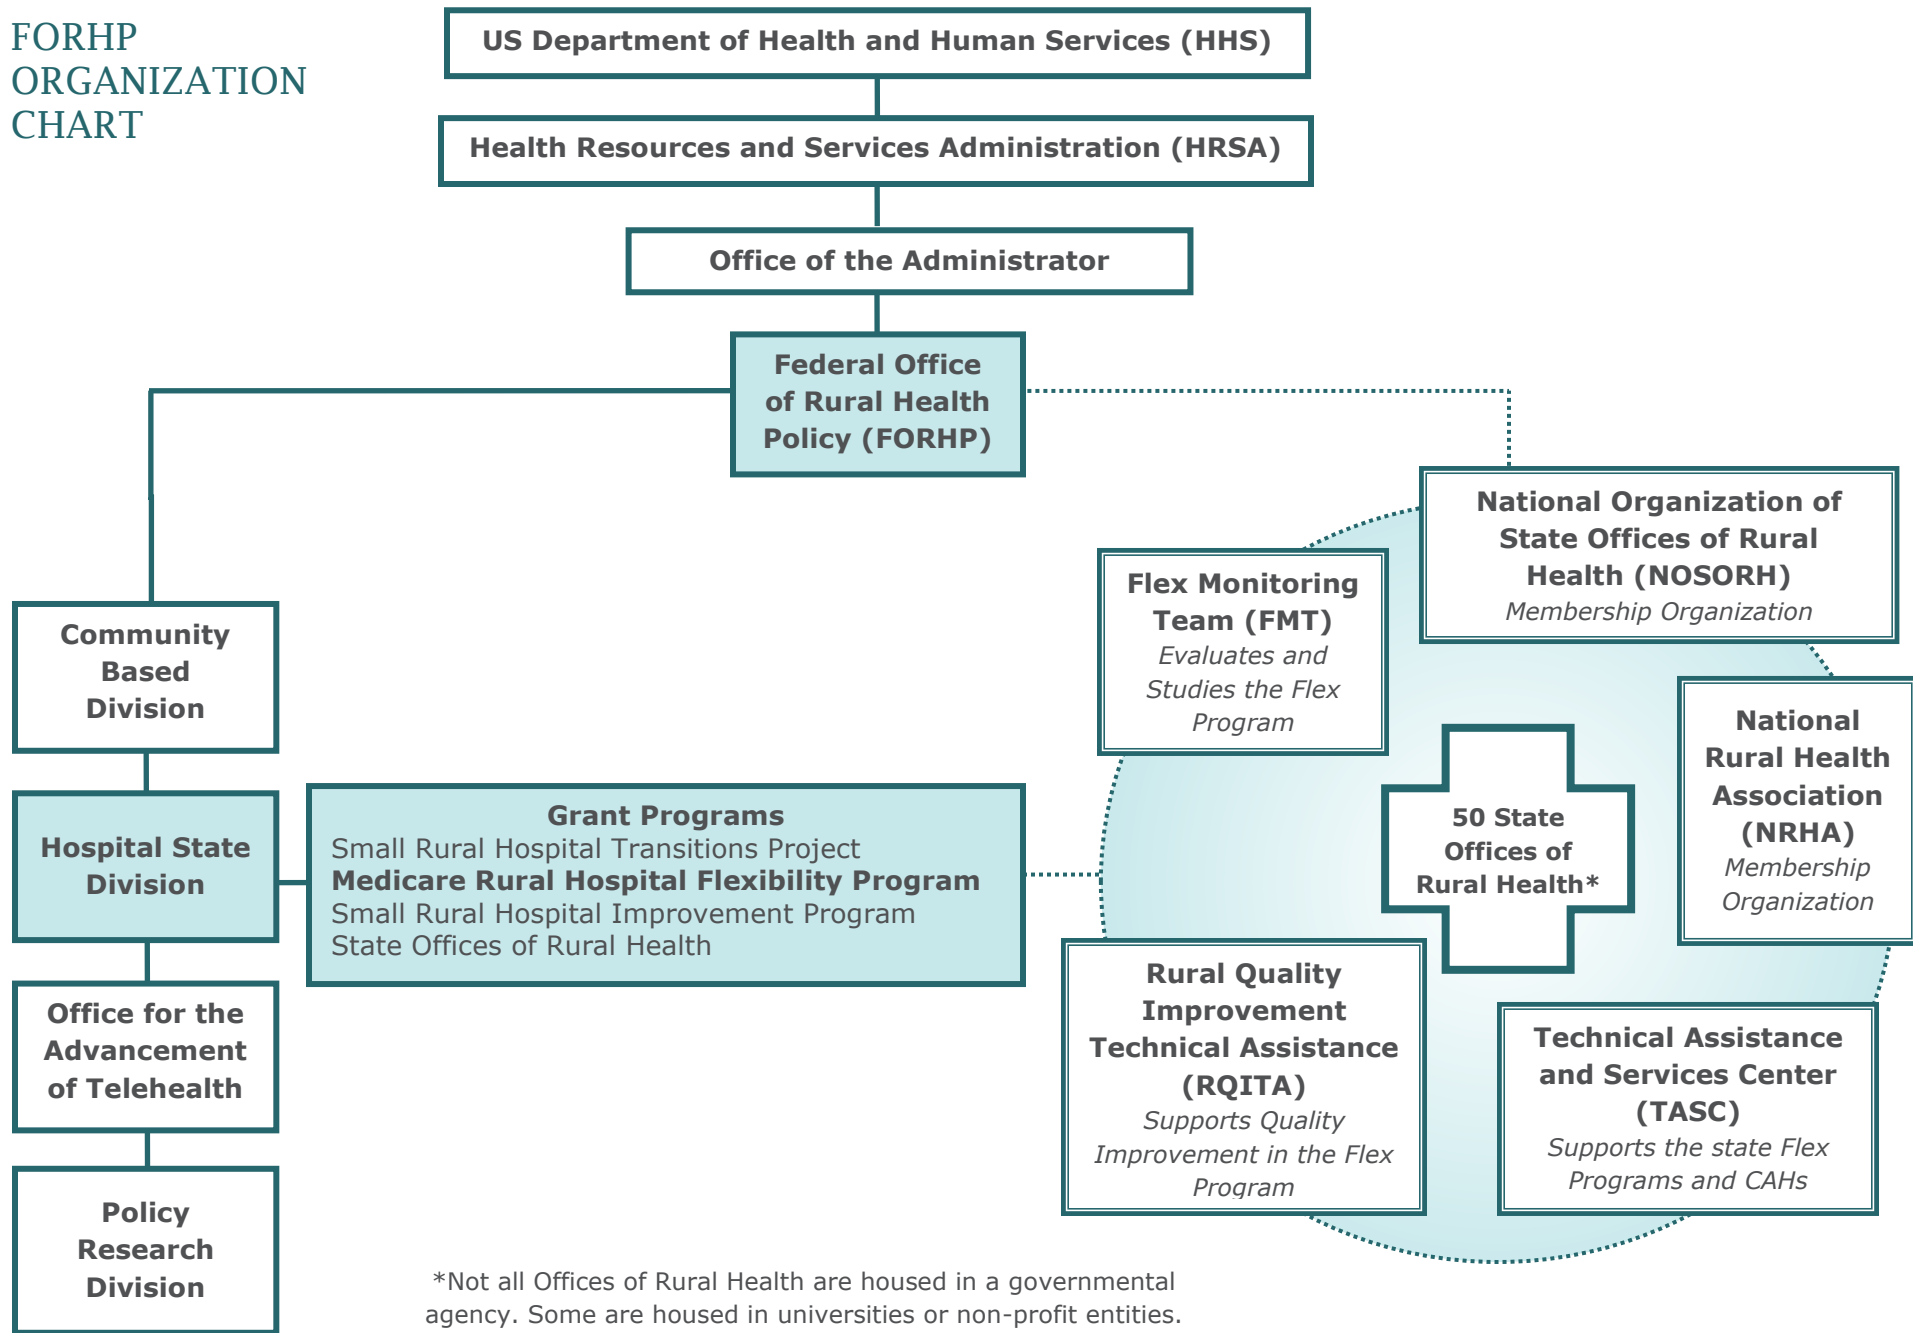 FORHP
ORGANIZATION
CHART
US Department of Health and Human Services (HHS)
Health Resources and Services Administration (HRSA)
Office of the Administrator
Federal Office
of Rural Health
Policy (FORHP)
Community
Based
Division
Hospital State
Division
Office for the
Advancement
of Telehealth
Policy
Research
Division
Grant Programs
Small Rural Hospital Transitions Project
Medicare Rural Hospital Flexibility Program
Small Rural Hospital Improvement Program
State Offices of Rural Health
National Organization of
State Offices of Rural
Health (NOSORH)
Membership Organization
Flex Monitoring
Team (FMT)
Evaluates and
Studies the Flex
Program
National
Rural Health
Association
(NRHA)
Membership
Organization
50 State
Offices of
Rural Health*
Rural Quality
Improvement
Technical Assistance
(RQITA)
Supports Quality
Improvement in the Flex
Program
Technical Assistance
and Services Center
(TASC)
Supports the state Flex
Programs and CAHs
*Not all Offices of Rural Health are housed in a governmental
agency. Some are housed in universities or non-profit entities.